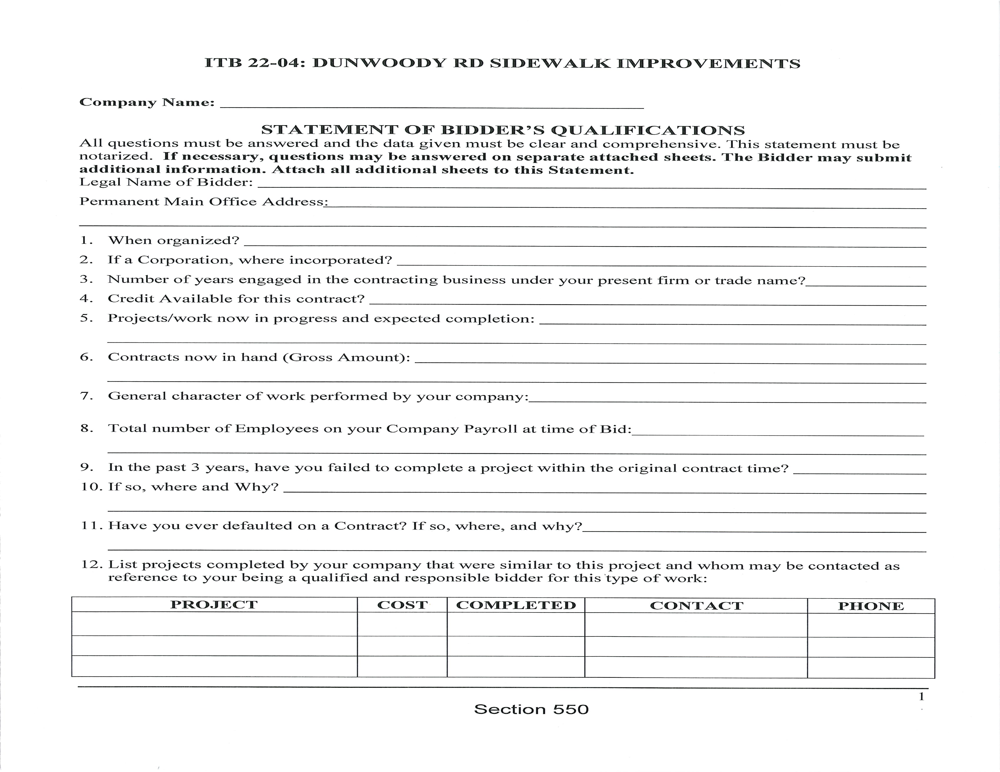 ITB 22-04: DUNWOODY RD SIDEWALK IMPROVEMENTS
Company Name:
STATEMENT OF BIDDER'S QUALIFICATIONS
All questions must be answered and the data given must be clear and comprehensive. This statement must be
notarized. If necessary, questions may be answered on separate attached sheets. The Bidder may submit
additional information. Attach all additional sheets to this Statement.
Legal Name of Bidder:
Permanent Main Office Address:
1. When organized?
2. If a Corporation, where incorporated?
3. Number of years engaged in the contracting business under your present firm or trade name?
4. Credit Available for this contract?
5. Projects/work now in progress and expected completion:
6. Contracts now in hand (Gross Amount):
7. General character of work performed by your company:
8. Total number of Employees on your Company Payroll at time of Bid:
9. In the past 3 years, have you failed to complete a project within the original contract time?
10. If so, where and Why?
11. Have you ever defaulted on a Contract? If so, where, and why?
12. List projects completed by your company that were similar to this project and whom may be contacted as
reference to your being a qualified and responsible bidder for this type of work:
PROJECT COST COMPLETED CONTACT PHONE
1
Section 550